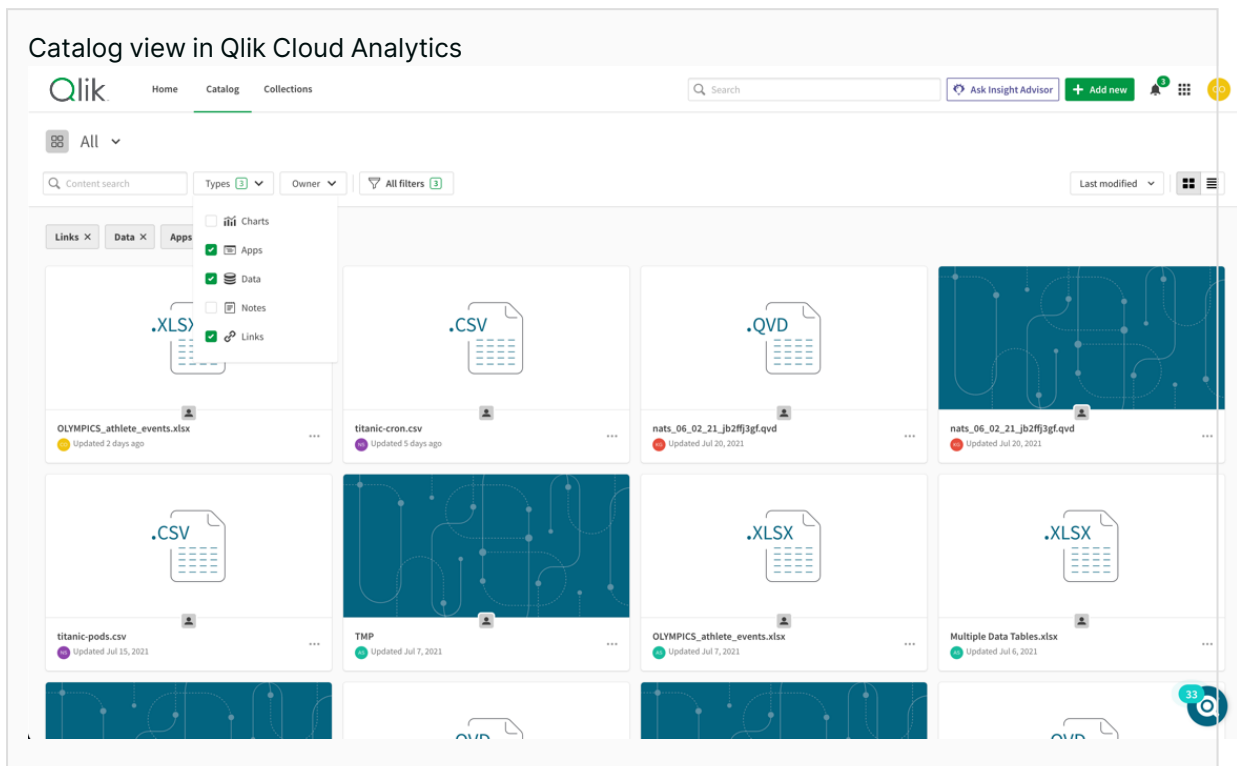 Catalog view in Qlik Cloud Analytics
Qlik Home Catalog Collections Search Ask Insight Advisor + Add new 3
All
Content search Types 3 Owner All filters 3 Last modified
Links × Data × Apps
Charts
Apps
Data
Notes
Links
.XLSX .CSV .QVD
OLYMPICS_athlete_events.xlsx titanic-cron.csv nats_06_02_21_jb2ffj3gf.qvd nats_06_02_21_jb2ffj3gf.qvd
Updated 2 days ago Updated 5 days ago Updated Jul 20, 2021 Updated Jul 20, 2021
.CSV .XLSX .XLSX
titanic-pods.csv TMP OLYMPICS_athlete_events.xlsx Multiple Data Tables.xlsx
Updated Jul 15, 2021 Updated Jul 7, 2021 Updated Jul 7, 2021 Updated Jul 6, 2021
33